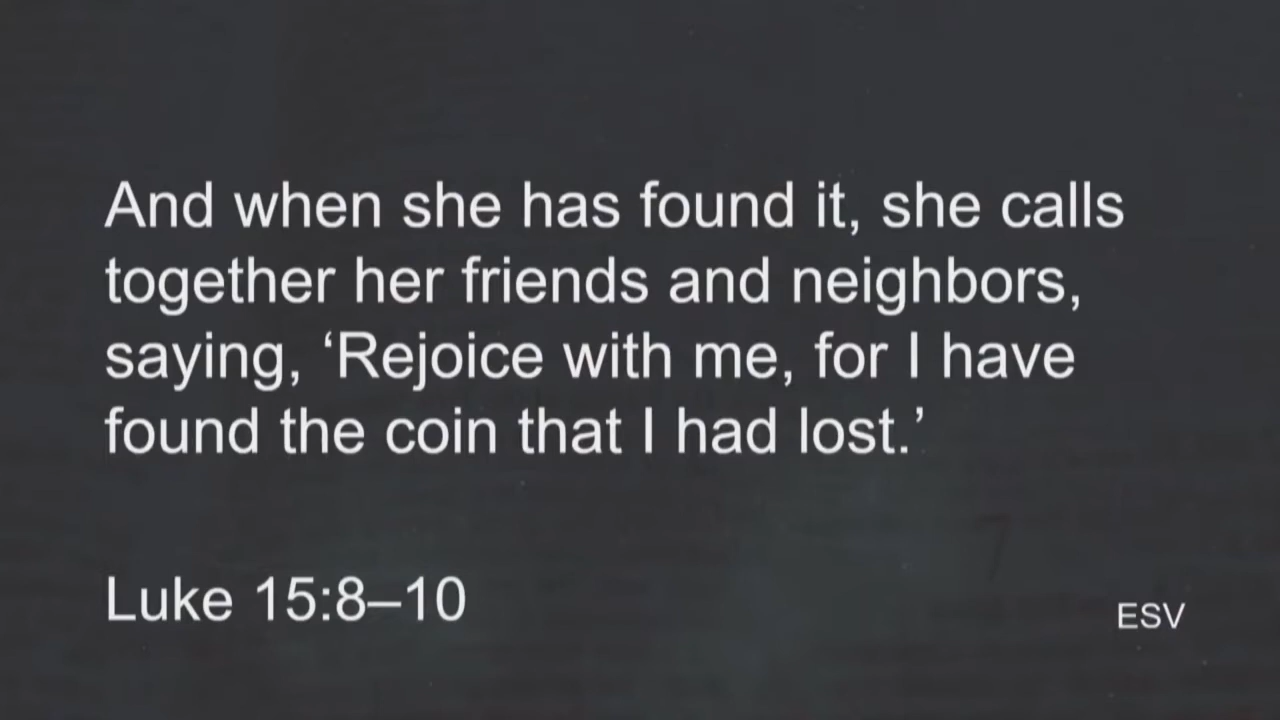 And when she has found it, she calls
together her friends and neighbors,
saying, ‘Rejoice with me, for I have
found the coin that I had lost.’
Luke 15:8–10
ESV